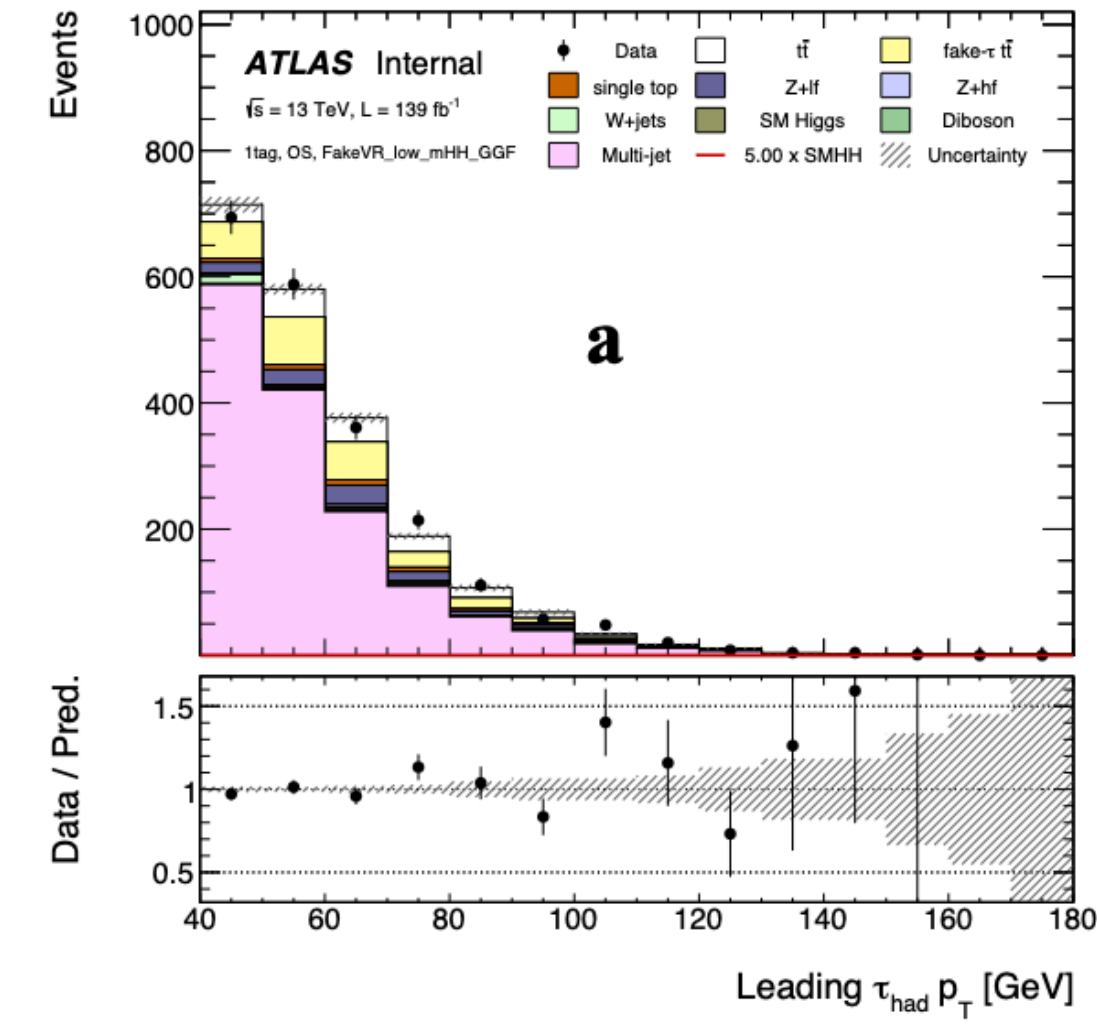 Events
1000
800
600
400
200
ATLAS Internal
√s = 13 TeV, L = 139 fb⁻¹
1tag, OS, FakeVR_low_mHH_GGF
Data
tt̄
fake-τ tt̄
single top
Z+lf
Z+hf
W+jets
SM Higgs
Diboson
Multi-jet
5.00 x SMHH
Uncertainty
a
Data / Pred.
1.5
1
0.5
40 60 80 100 120 140 160 180
Leading τhad pT [GeV]